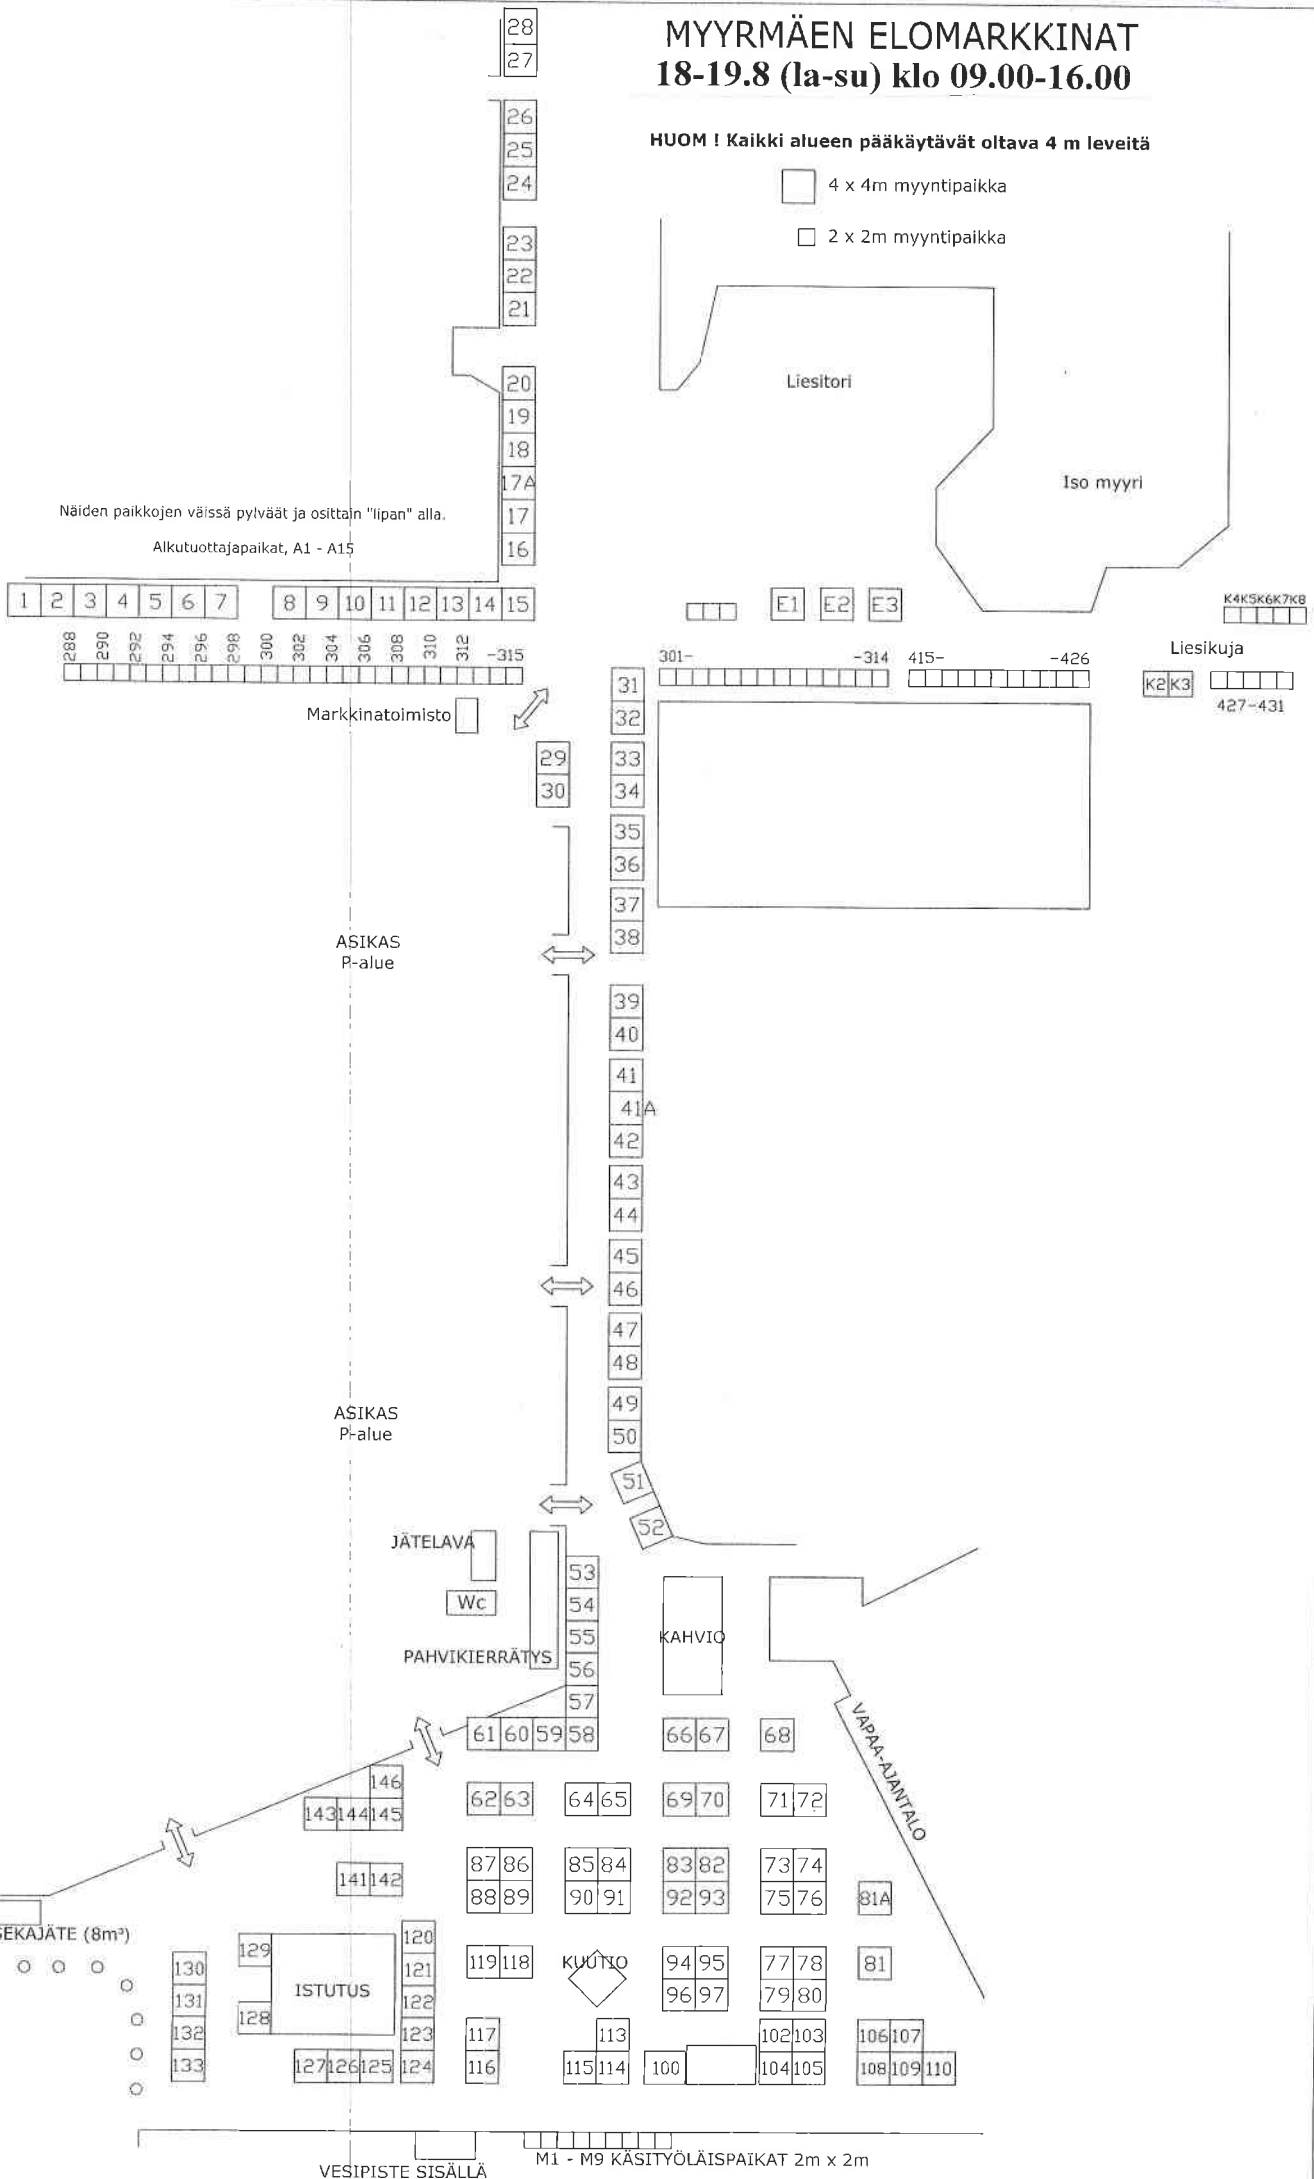 MYYRMÄEN ELOMARKKINAT
18-19.8 (la-su) klo 09.00-16.00
HUOM ! Kaikki alueen pääkäytävät oltava 4 m leveitä
4 x 4m myyntipaikka
2 x 2m myyntipaikka
28
27
26
25
24
23
22
21
20
19
18
17A
17
16
Liesitori
Iso myyri
Näiden paikkojen väissä pylväät ja osittain "lipan" alla.
Alkutuottajapaikat, A1 - A15
1 2 3 4 5 6 7 8 9 10 11 12 13 14 15
E1 E2 E3
K4K5K6K7K8
288 290 292 294 296 298 300 302 304 306 308 310 312 -315
301- -314 415- -426
Liesikuja
K2 K3
427-431
Markkinatoimisto
31
32
29
30
33
34
35
36
37
38
ASIKAS
P-alue
39
40
41
41A
42
43
44
45
46
47
48
ASIKAS
P-alue
49
50
51
52
JÄTELAVA
Wc
PAHVIKIERRÄTYS
53
54
55
56
57
KAHVIO
VAPAA-AJANTALO
61 60 59 58 66 67 68
146
143 144 145
62 63 64 65 69 70 71 72
141 142
87 86 85 84 83 82 73 74
88 89 90 91 92 93 75 76 81A
SEKAJÄTE (8m³)
129
128
ISTUTUS
130
131
132
133
120
121
122
123
127 126 125 124
119 118 KUUTIO 94 95 77 78 81
96 97 79 80
117 113 102 103 106 107
116 115 114 100 104 105 108 109 110
M1 - M9 KÄSITYÖLÄISPAIKAT 2m x 2m
VESIPISTE SISÄLLÄ